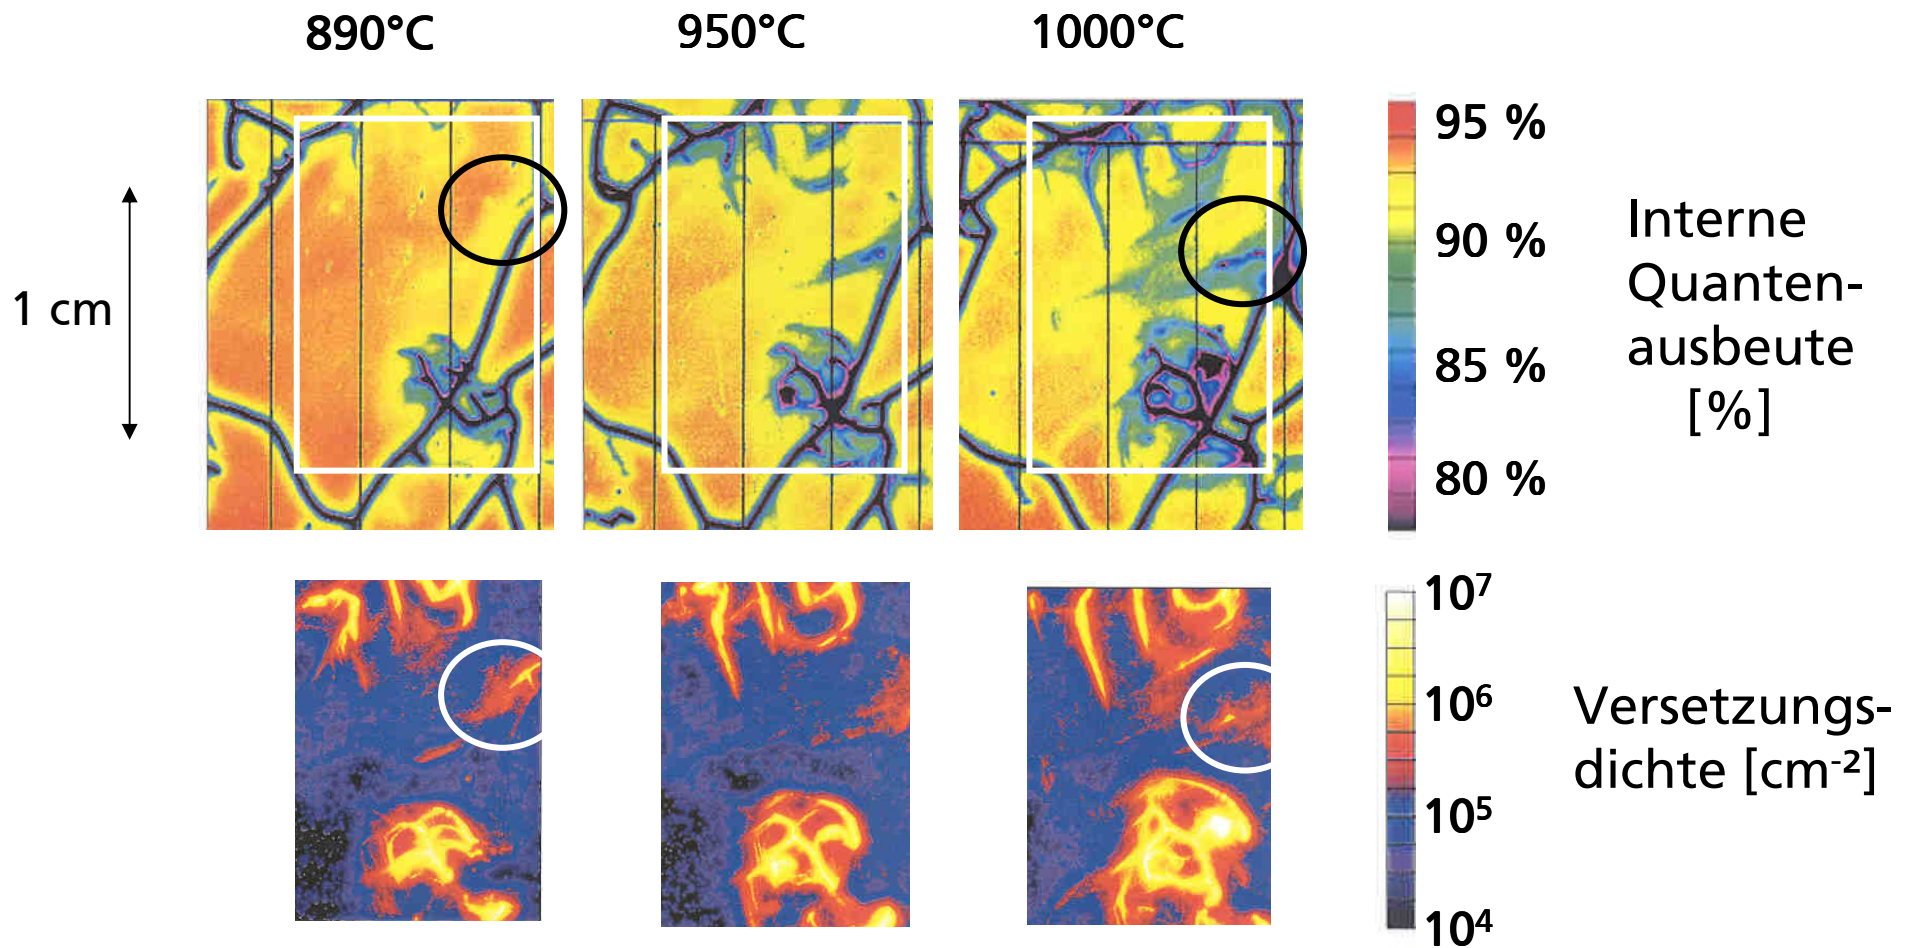 890°C
950°C
1000°C
1 cm
95 %
90 %
85 %
80 %
Interne
Quanten-
ausbeute
[%]
10⁷
10⁶
10⁵
10⁴
Versetzungs-
dichte [cm⁻²]